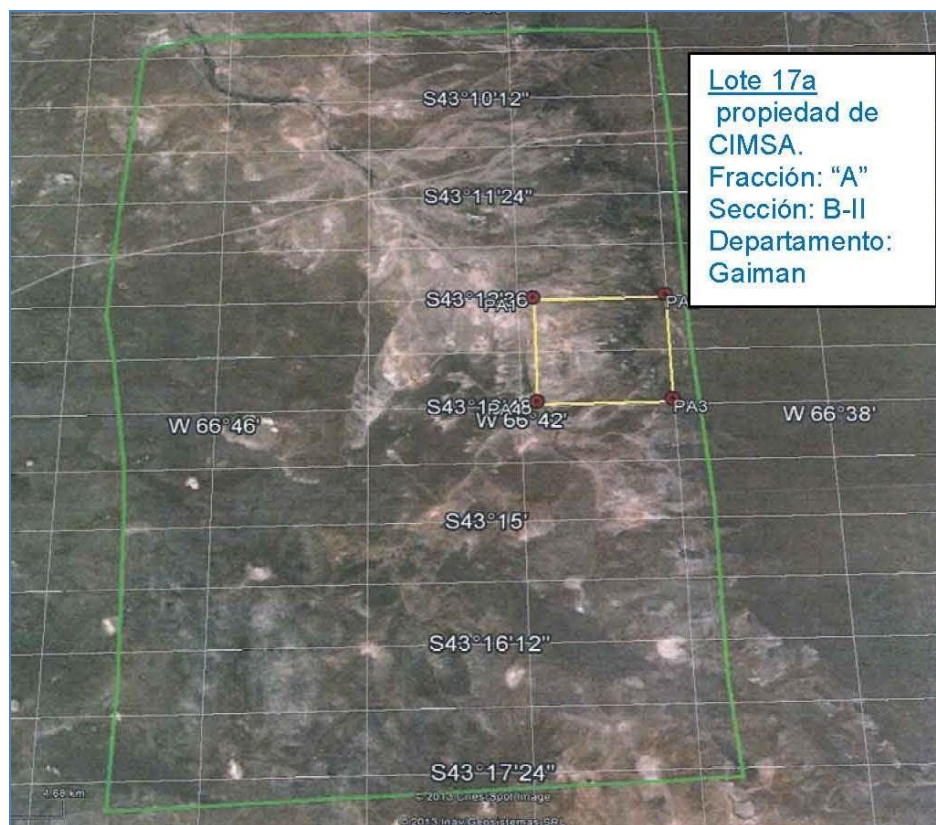 Lote 17a
propiedad de
CIMSA.
Fracción: “A”
Sección: B-II
Departamento:
Gaiman
S43°10'12"
S43°11'24"
S43°12'36
PA1
PA
PA3
W 66°46'
W 66°42'
W 66°38'
S43°15'
S43°16'12"
S43°17'24"
4.68 km
© 2013 Cnes/Spot Image
© 2013 Inav/Geosistemas SRL